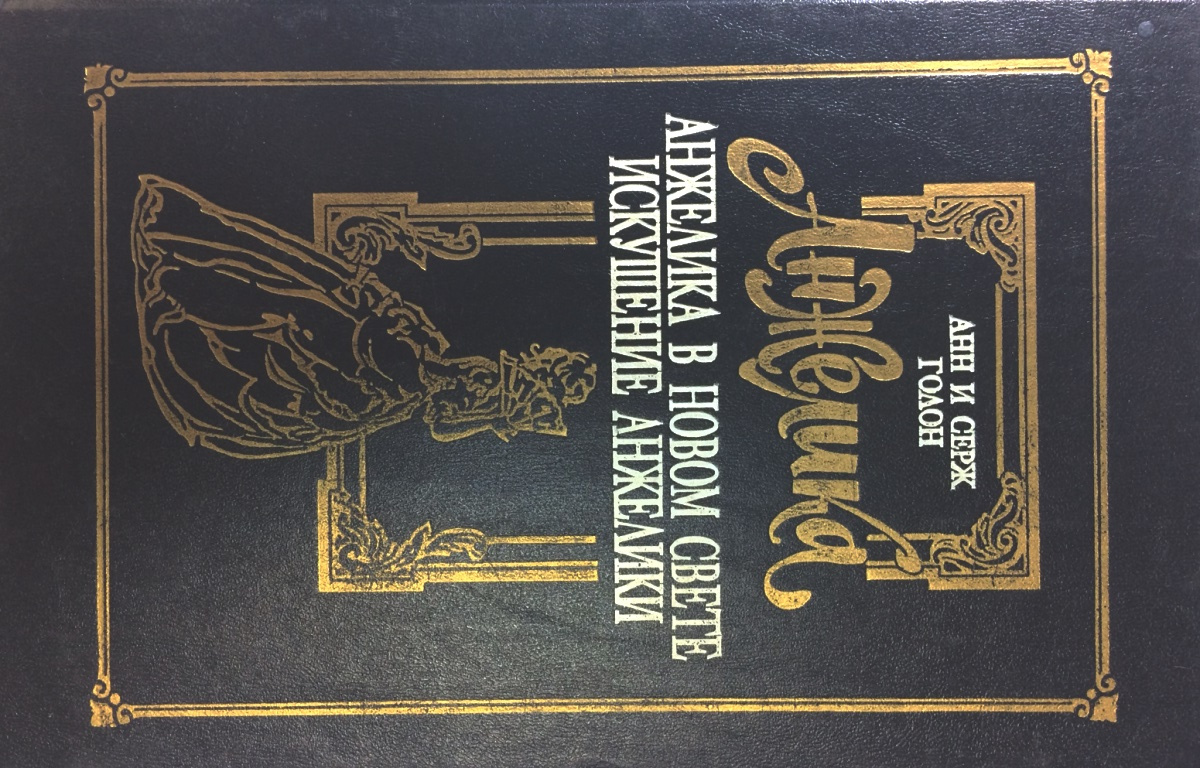 АНН И СЕРЖ
ГОЛОН
Анжелика
АНЖЕЛИКА В НОВОМ СВЕТЕ
ИСКУШЕНИЕ АНЖЕЛИКИ